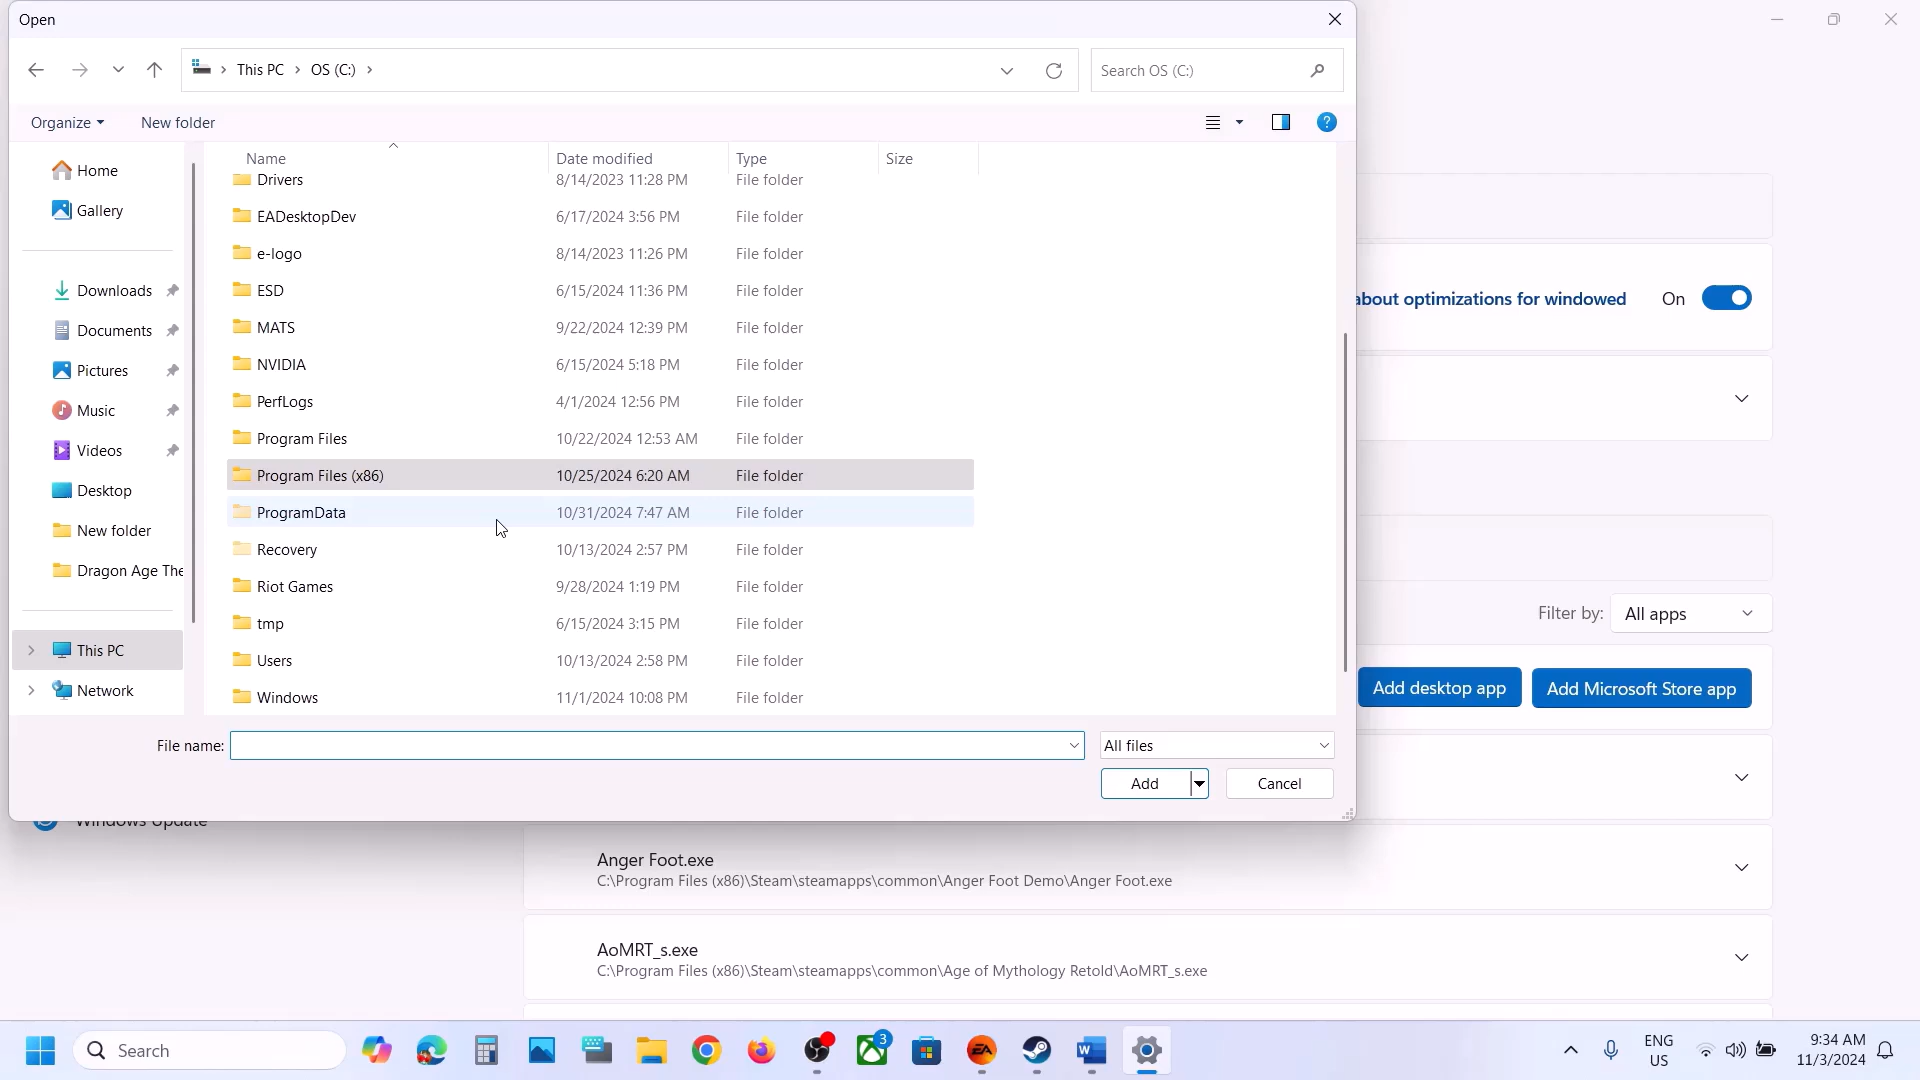 Open
This PC > OS (C:) >
Search OS (C:)
Organize
New folder
Home
Gallery
Downloads
Documents
Pictures
Music
Videos
Desktop
New folder
Dragon Age The
This PC
Network
Name Date modified Type Size
Drivers 8/14/2023 11:28 PM File folder
EADesktopDev 6/17/2024 3:56 PM File folder
e-logo 8/14/2023 11:26 PM File folder
ESD 6/15/2024 11:36 PM File folder
MATS 9/22/2024 12:39 PM File folder
NVIDIA 6/15/2024 5:18 PM File folder
PerfLogs 4/1/2024 12:56 PM File folder
Program Files 10/22/2024 12:53 AM File folder
Program Files (x86) 10/25/2024 6:20 AM File folder
ProgramData 10/31/2024 7:47 AM File folder
Recovery 10/13/2024 2:57 PM File folder
Riot Games 9/28/2024 1:19 PM File folder
tmp 6/15/2024 3:15 PM File folder
Users 10/13/2024 2:58 PM File folder
Windows 11/1/2024 10:08 PM File folder
File name:
All files
Add
Cancel
about optimizations for windowed On
Filter by: All apps
Add desktop app
Add Microsoft Store app
Windows Update
Anger Foot.exe
C:\Program Files (x86)\Steam\steamapps\common\Anger Foot Demo\Anger Foot.exe
AoMRT_s.exe
C:\Program Files (x86)\Steam\steamapps\common\Age of Mythology Retold\AoMRT_s.exe
Search
3
EA
W
ENG
US
9:34 AM
11/3/2024